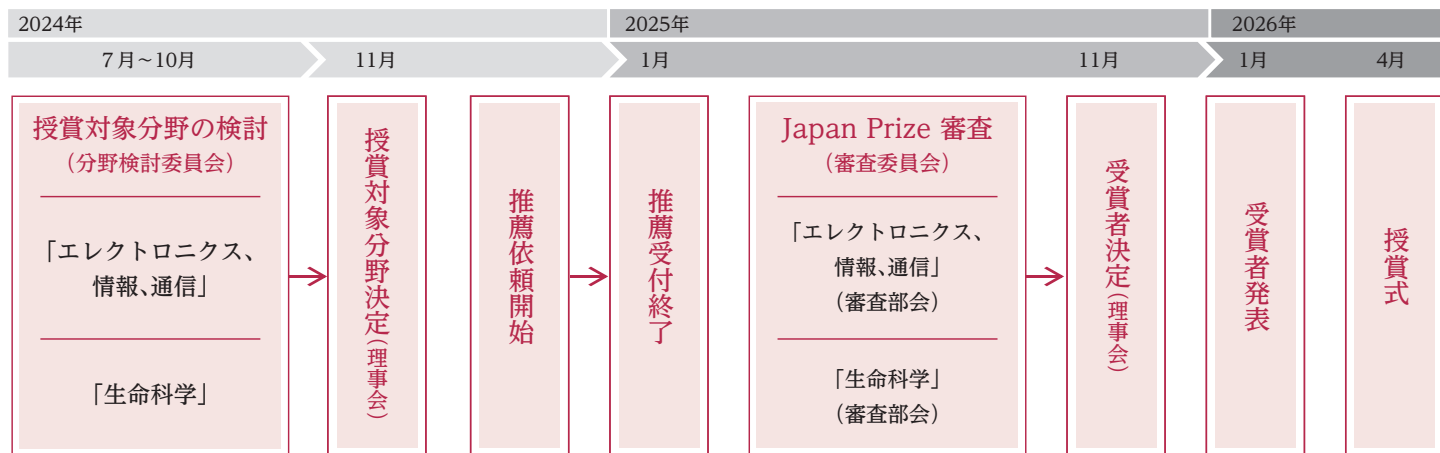 2024年
2025年
2026年
7月~10月
11月
1月
11月
1月
4月
授賞対象分野の検討
（分野検討委員会）
「エレクトロニクス、
情報、通信」
「生命科学」
授賞対象分野決定（理事会）
推薦依頼開始
推薦受付終了
Japan Prize 審査
（審査委員会）
「エレクトロニクス、
情報、通信」
（審査部会）
「生命科学」
（審査部会）
受賞者決定（理事会）
受賞者発表
授賞式